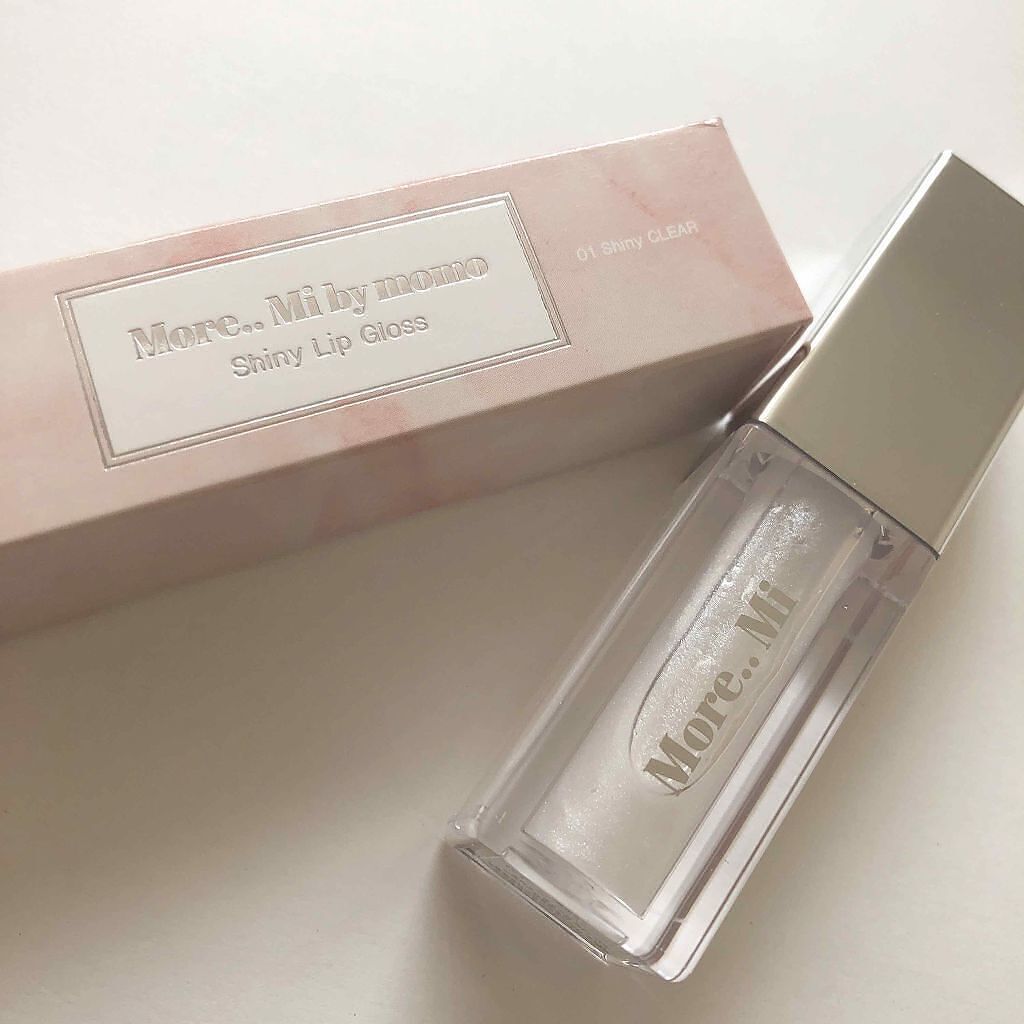 More.. Mi by momo
Shiny Lip Gloss
01 Shiny CLEAR
More.. Mi